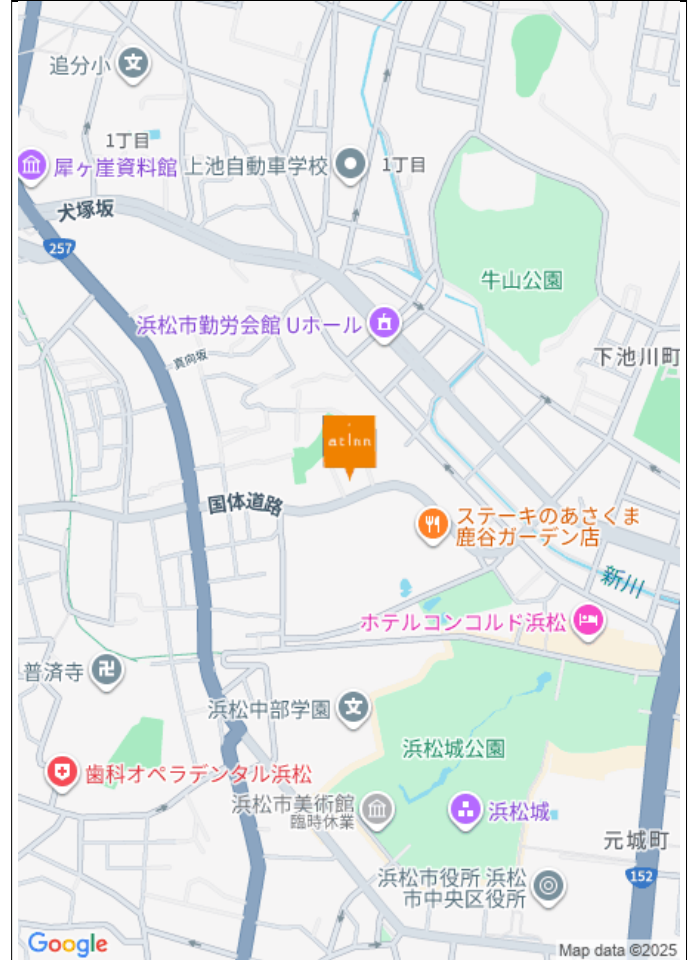 追分小
1丁目
犀ヶ崖資料館
上池自動車学校
1丁目
犬塚坂
257
牛山公園
浜松市勤労会館 Uホール
真向坂
下池川町
atinn
国体道路
ステーキのあさくま
鹿谷ガーデン店
新川
ホテルコンコルド浜松
普済寺
浜松中部学園
浜松城公園
歯科オペラデンタル浜松
浜松市美術館
臨時休業
浜松城
元城町
浜松市役所 浜松
市中央区役所
152
Google
Map data ©2025